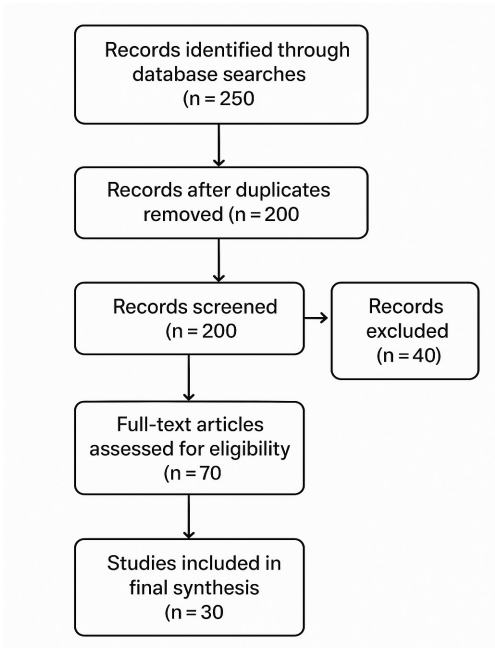 Records identified through
database searches
(n = 250
Records after duplicates
removed (n = 200
Records screened
(n = 200
Records
excluded
(n = 40)
Full-text articles
assessed for eligibility
(n = 70
Studies included in
final synthesis
(n = 30